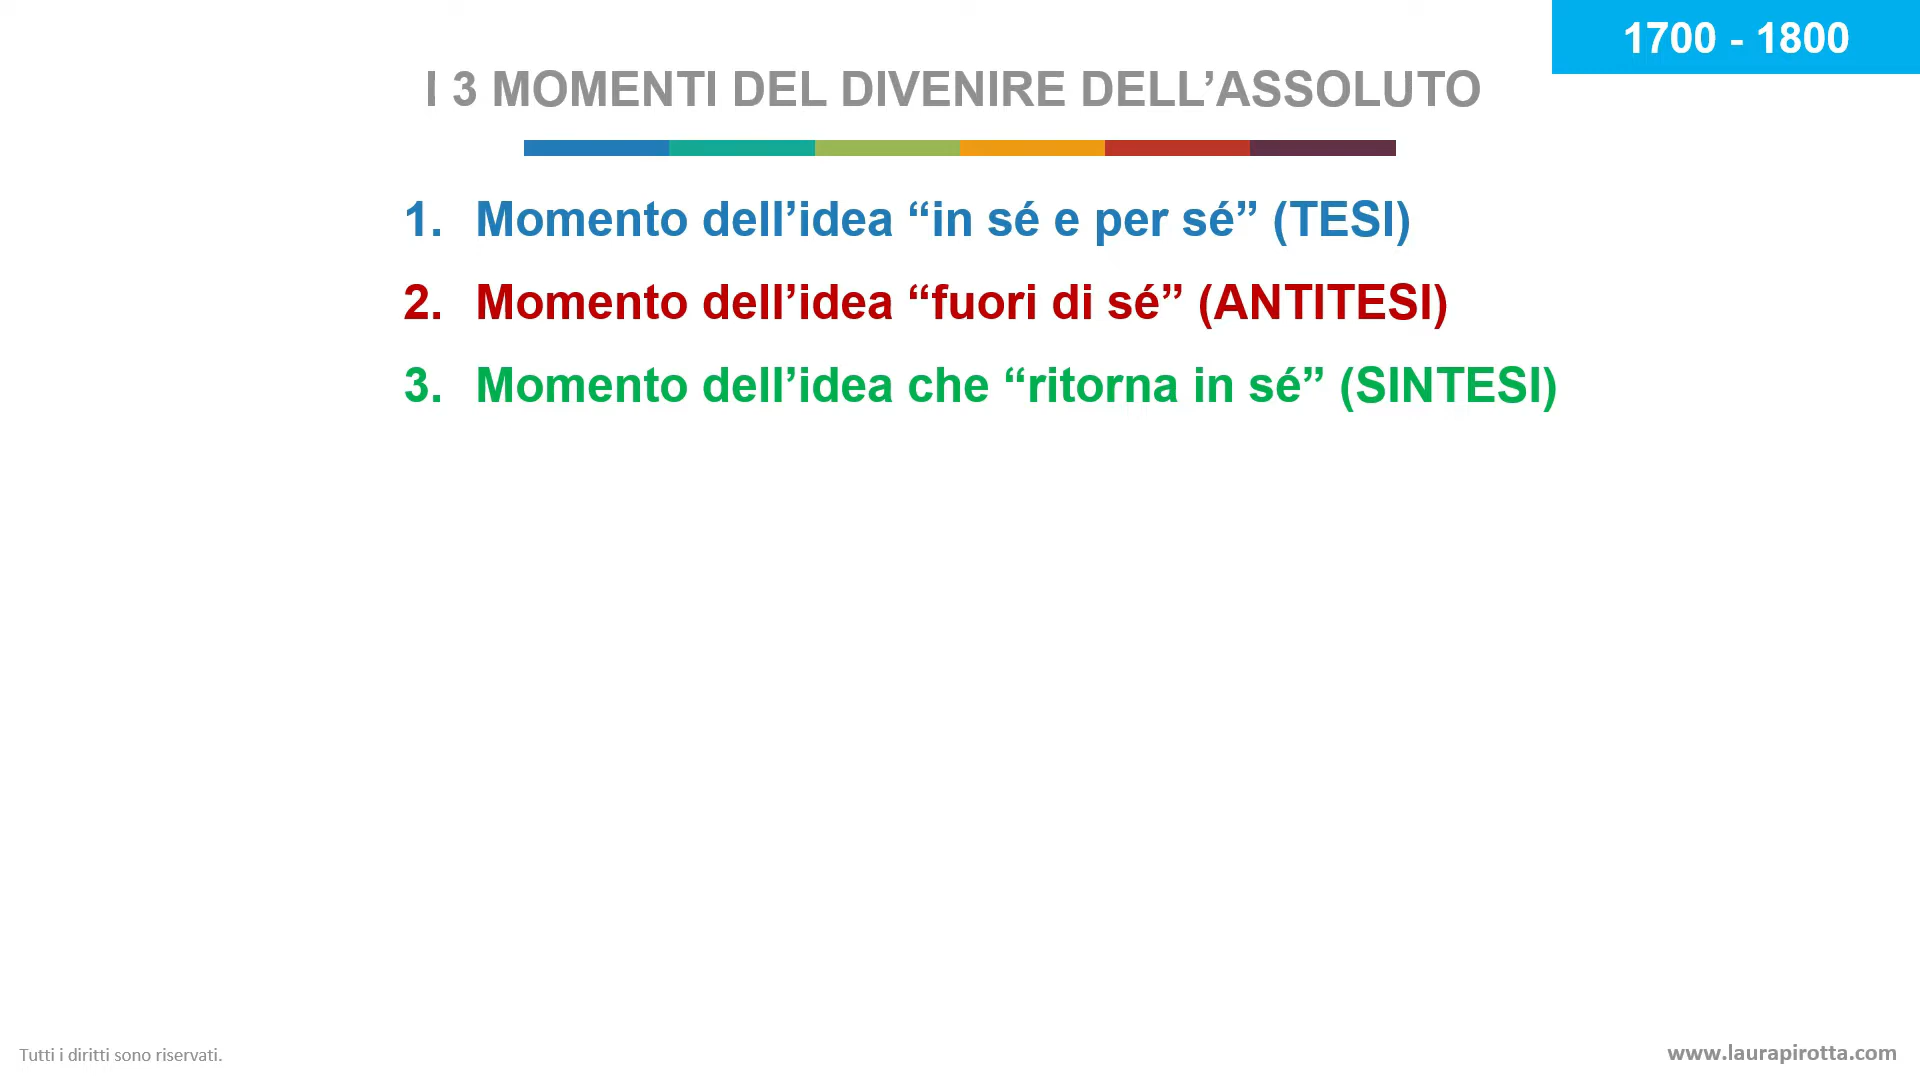 1700 - 1800
I 3 MOMENTI DEL DIVENIRE DELL’ASSOLUTO
1. Momento dell’idea “in sé e per sé” (TESI)
2. Momento dell’idea “fuori di sé” (ANTITESI)
3. Momento dell’idea che “ritorna in sé” (SINTESI)
Tutti i diritti sono riservati.
www.laurapirotta.com